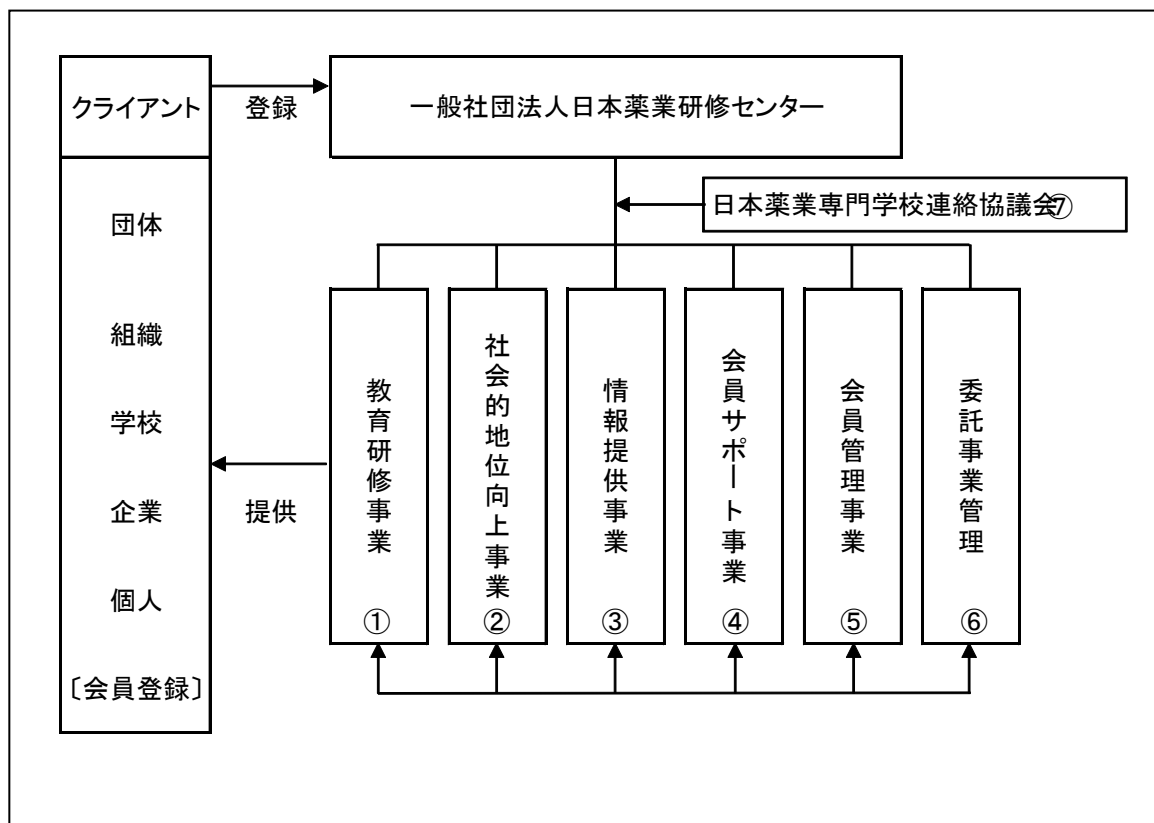 クライアント
登録
一般社団法人日本薬業研修センター
日本薬業専門学校連絡協議会⑦
団体
組織
学校
企業
個人
〔会員登録〕
提供
教育研修事業 ①
社会的地位向上事業 ②
情報提供事業 ③
会員サポート事業 ④
会員管理事業 ⑤
委託事業管理 ⑥